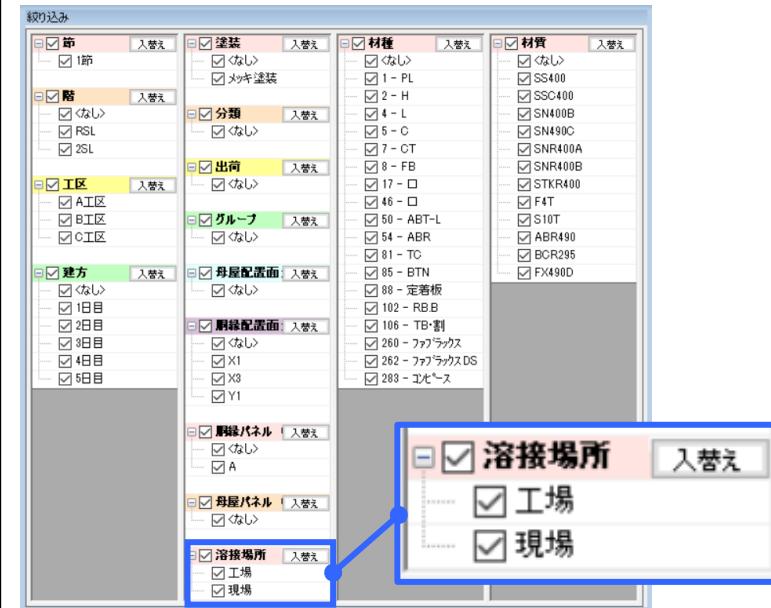 絞り込み
節 入替え
1節
階 入替え
<なし>
RSL
2SL
工区 入替え
A工区
B工区
C工区
建方 入替え
<なし>
1日目
2日目
3日目
4日目
5日目
塗装 入替え
<なし>
メッキ塗装
分類 入替え
<なし>
出荷 入替え
<なし>
グループ 入替え
<なし>
母屋配置面 入替え
<なし>
胴縁配置面 入替え
<なし>
X1
X3
Y1
胴縁パネル 入替え
<なし>
A
母屋パネル 入替え
<なし>
溶接場所 入替え
工場
現場
材種 入替え
<なし>
1 - PL
2 - H
4 - L
5 - C
7 - CT
8 - FB
17 - ロ
46 - ロ
50 - ABT-L
54 - ABR
81 - TC
85 - BTN
88 - 定着板
102 - RB.B
106 - TB・割
260 - ファブラックス
262 - ファブラックスDS
283 - エンピース
材質 入替え
<なし>
SS400
SSC400
SN400B
SN490C
SNR400A
SNR400B
STKR400
F4T
S10T
ABR490
BCR295
FX490D
溶接場所 入替え
工場
現場